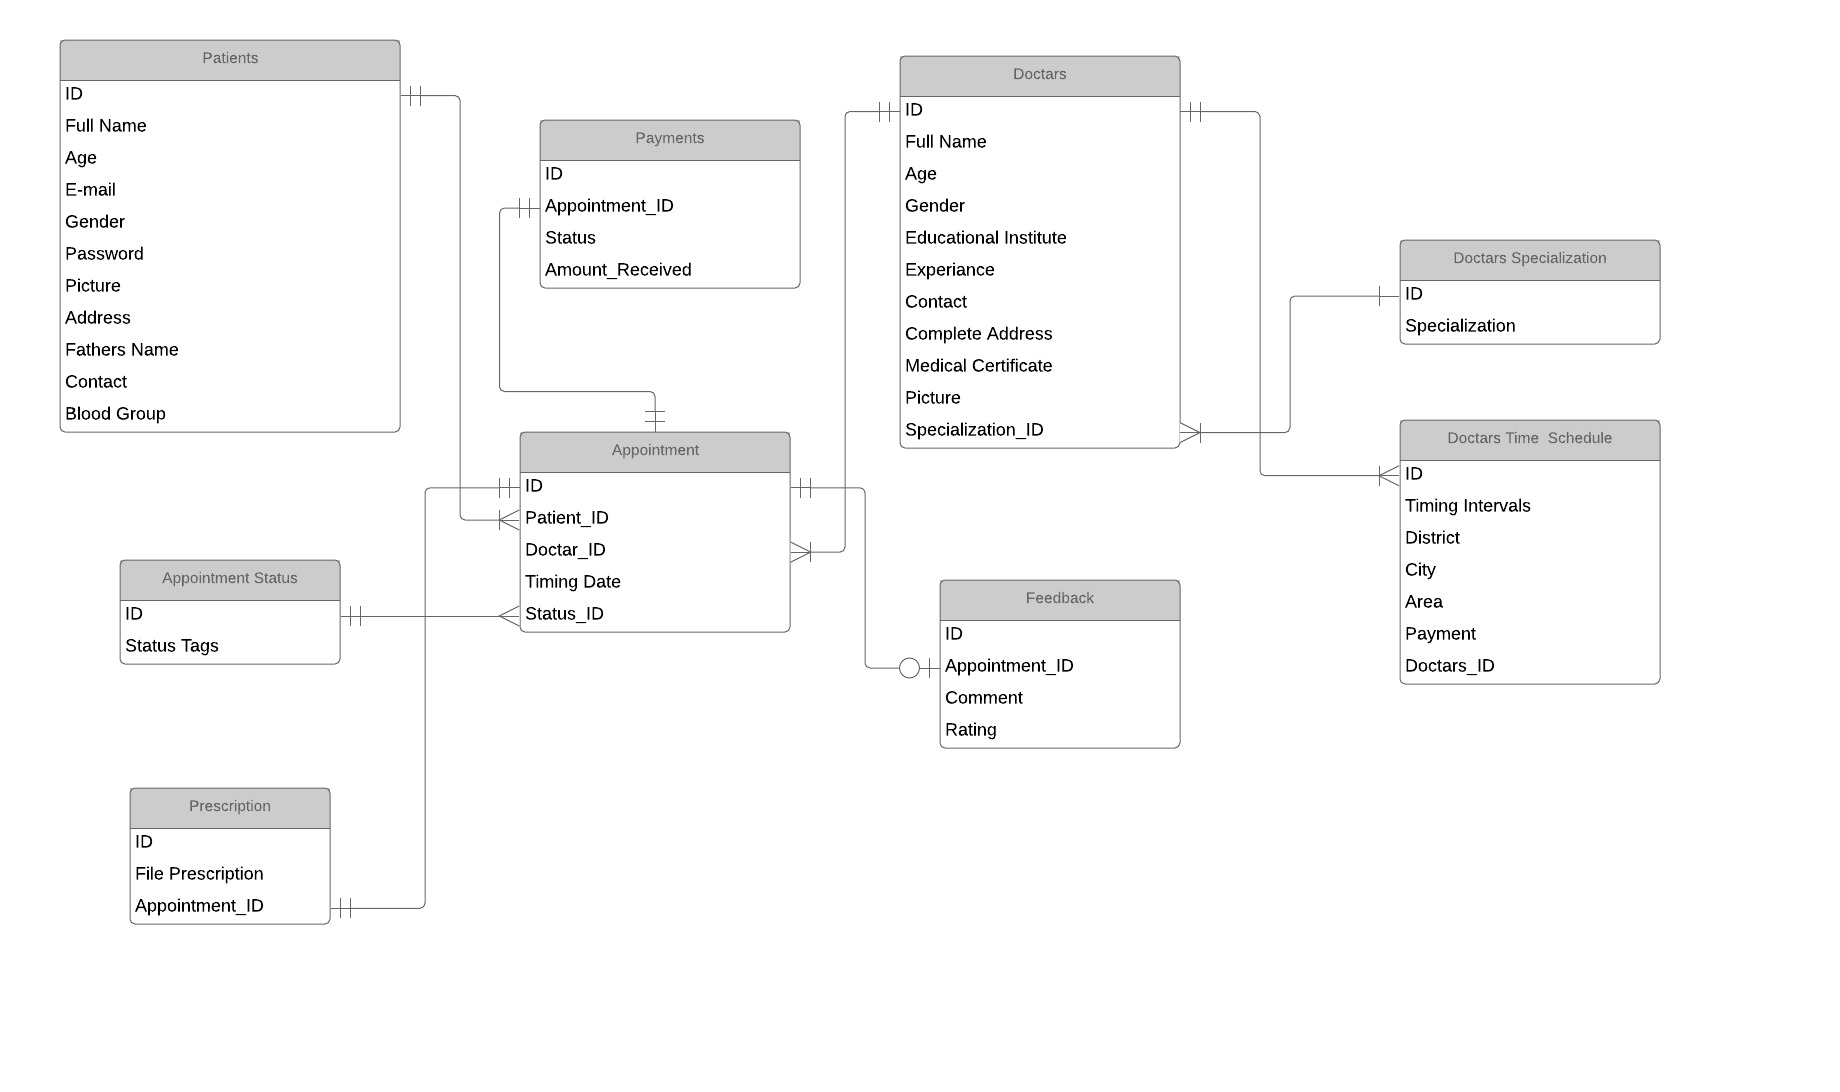 Patients
ID
Full Name
Age
E-mail
Gender
Password
Picture
Address
Fathers Name
Contact
Blood Group
Payments
ID
Appointment_ID
Status
Amount_Received
Doctars
ID
Full Name
Age
Gender
Educational Institute
Experiance
Contact
Complete Address
Medical Certificate
Picture
Specialization_ID
Doctars Specialization
ID
Specialization
Doctars Time  Schedule
ID
Timing Intervals
District
City
Area
Payment
Doctars_ID
Appointment
ID
Patient_ID
Doctar_ID
Timing Date
Status_ID
Appointment Status
ID
Status Tags
Feedback
ID
Appointment_ID
Comment
Rating
Prescription
ID
File Prescription
Appointment_ID